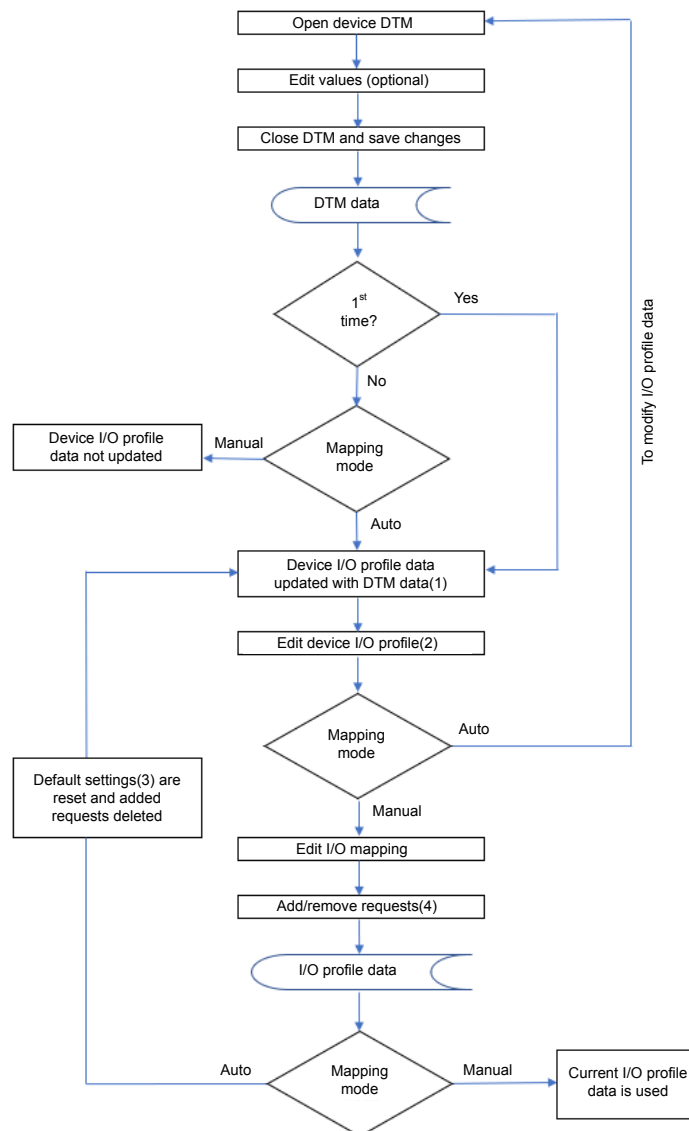 Open device DTM
Edit values (optional)
Close DTM and save changes
DTM data
1st
time?
Yes
No
To modify I/O profile data
Device I/O profile
data not updated
Manual
Mapping
mode
Auto
Device I/O profile data
updated with DTM data(1)
Edit device I/O profile(2)
Mapping
mode
Auto
Default settings(3) are
reset and added
requests deleted
Manual
Edit I/O mapping
Add/remove requests(4)
I/O profile data
Auto
Mapping
mode
Manual
Current I/O profile
data is used